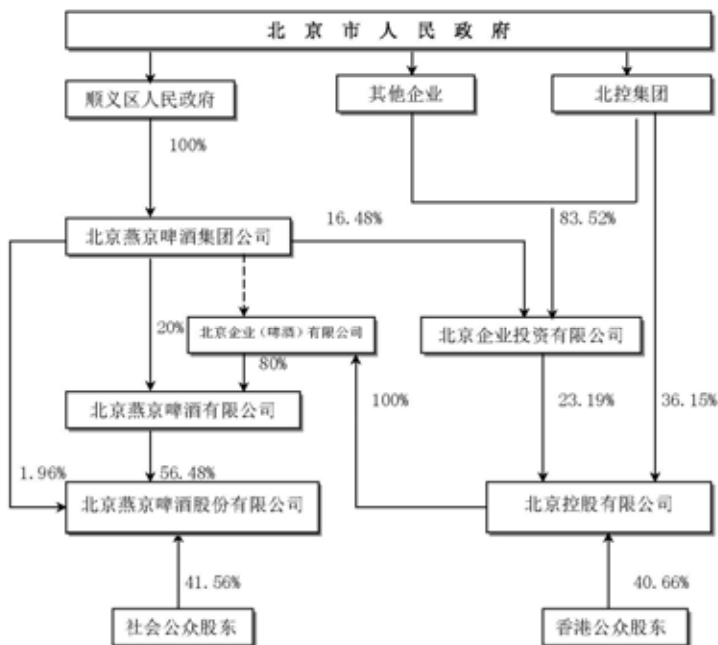 北京市人民政府
顺义区人民政府
其他企业
北控集团
100%
16.48%
83.52%
北京燕京啤酒集团公司
20%
北京企业（啤酒）有限公司
北京企业投资有限公司
80%
100%
23.19%
36.15%
北京燕京啤酒有限公司
1.96%
56.48%
北京燕京啤酒股份有限公司
北京控股有限公司
41.56%
40.66%
社会公众股东
香港公众股东